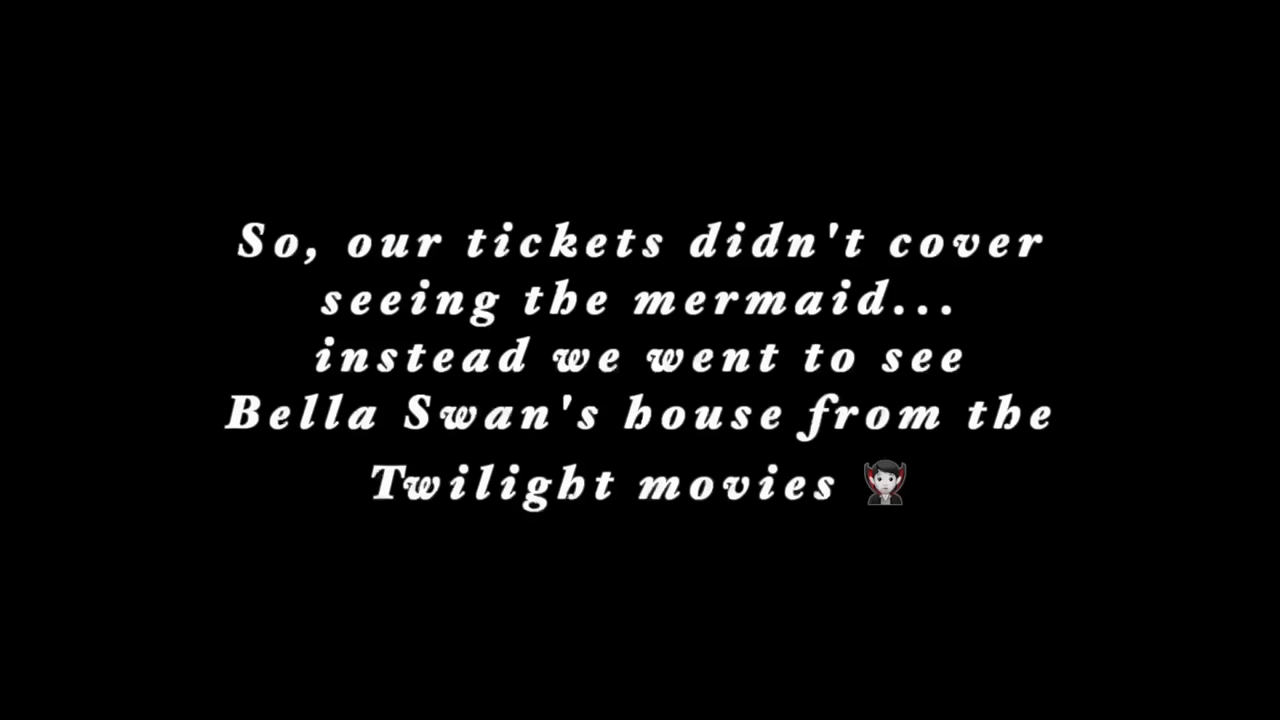 So, our tickets didn't cover
seeing the mermaid...
instead we went to see
Bella Swan's house from the
Twilight movies 🧛🏻